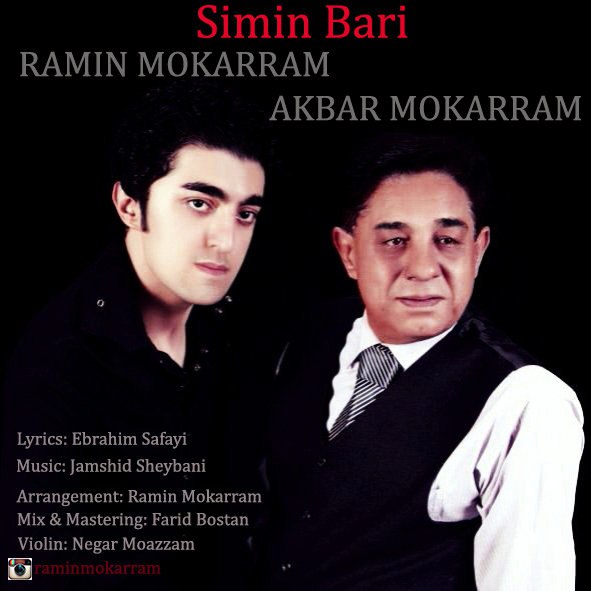 Simin Bari
RAMIN MOKARRAM
AKBAR MOKARRAM
Lyrics: Ebrahim Safayi
Music: Jamshid Sheybani
Arrangement: Ramin Mokarram
Mix & Mastering: Farid Bostan
Violin: Negar Moazzam
raminmokarram